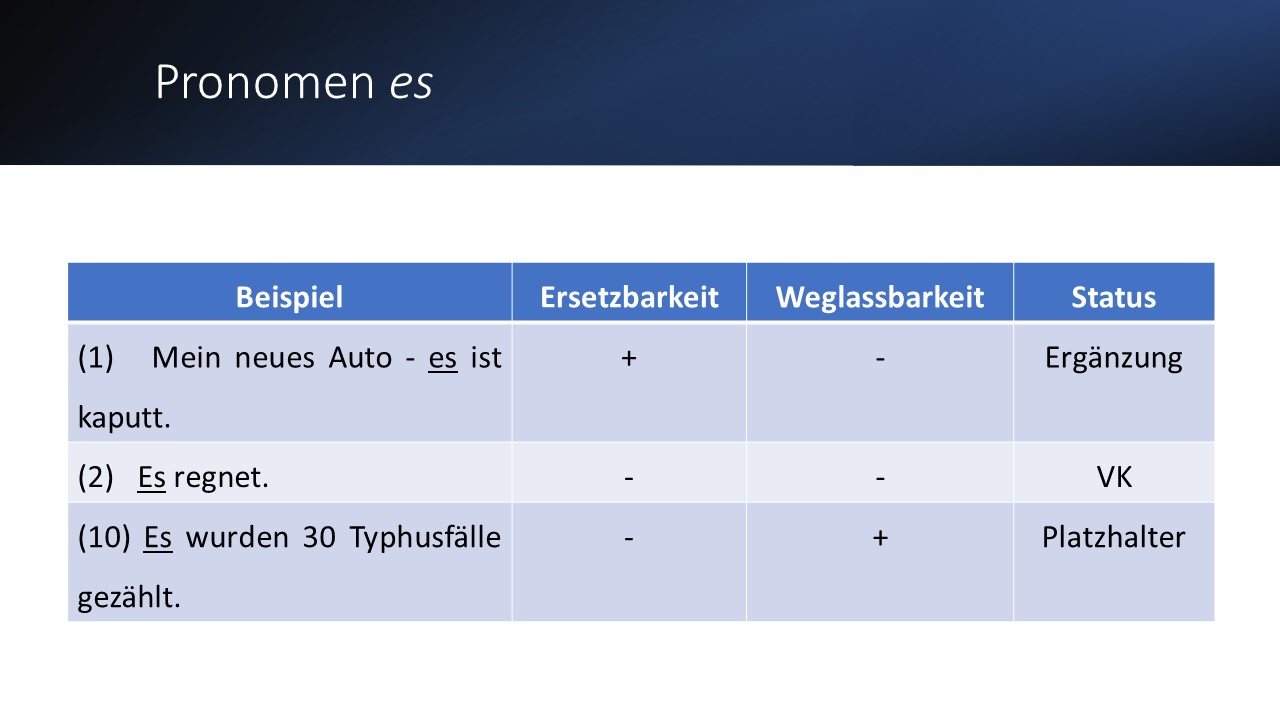 Pronomen es
Beispiel Ersetzbarkeit Weglassbarkeit Status
(1) Mein neues Auto - es ist + - Ergänzung
kaputt.
(2) Es regnet. - - VK
(10) Es wurden 30 Typhusfälle - + Platzhalter
gezählt.